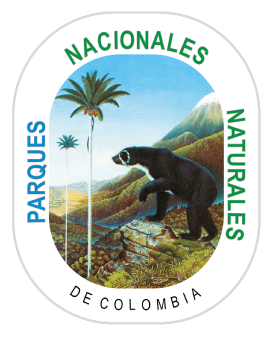 PARQUES
NACIONALES
NATURALES
DE COLOMBIA